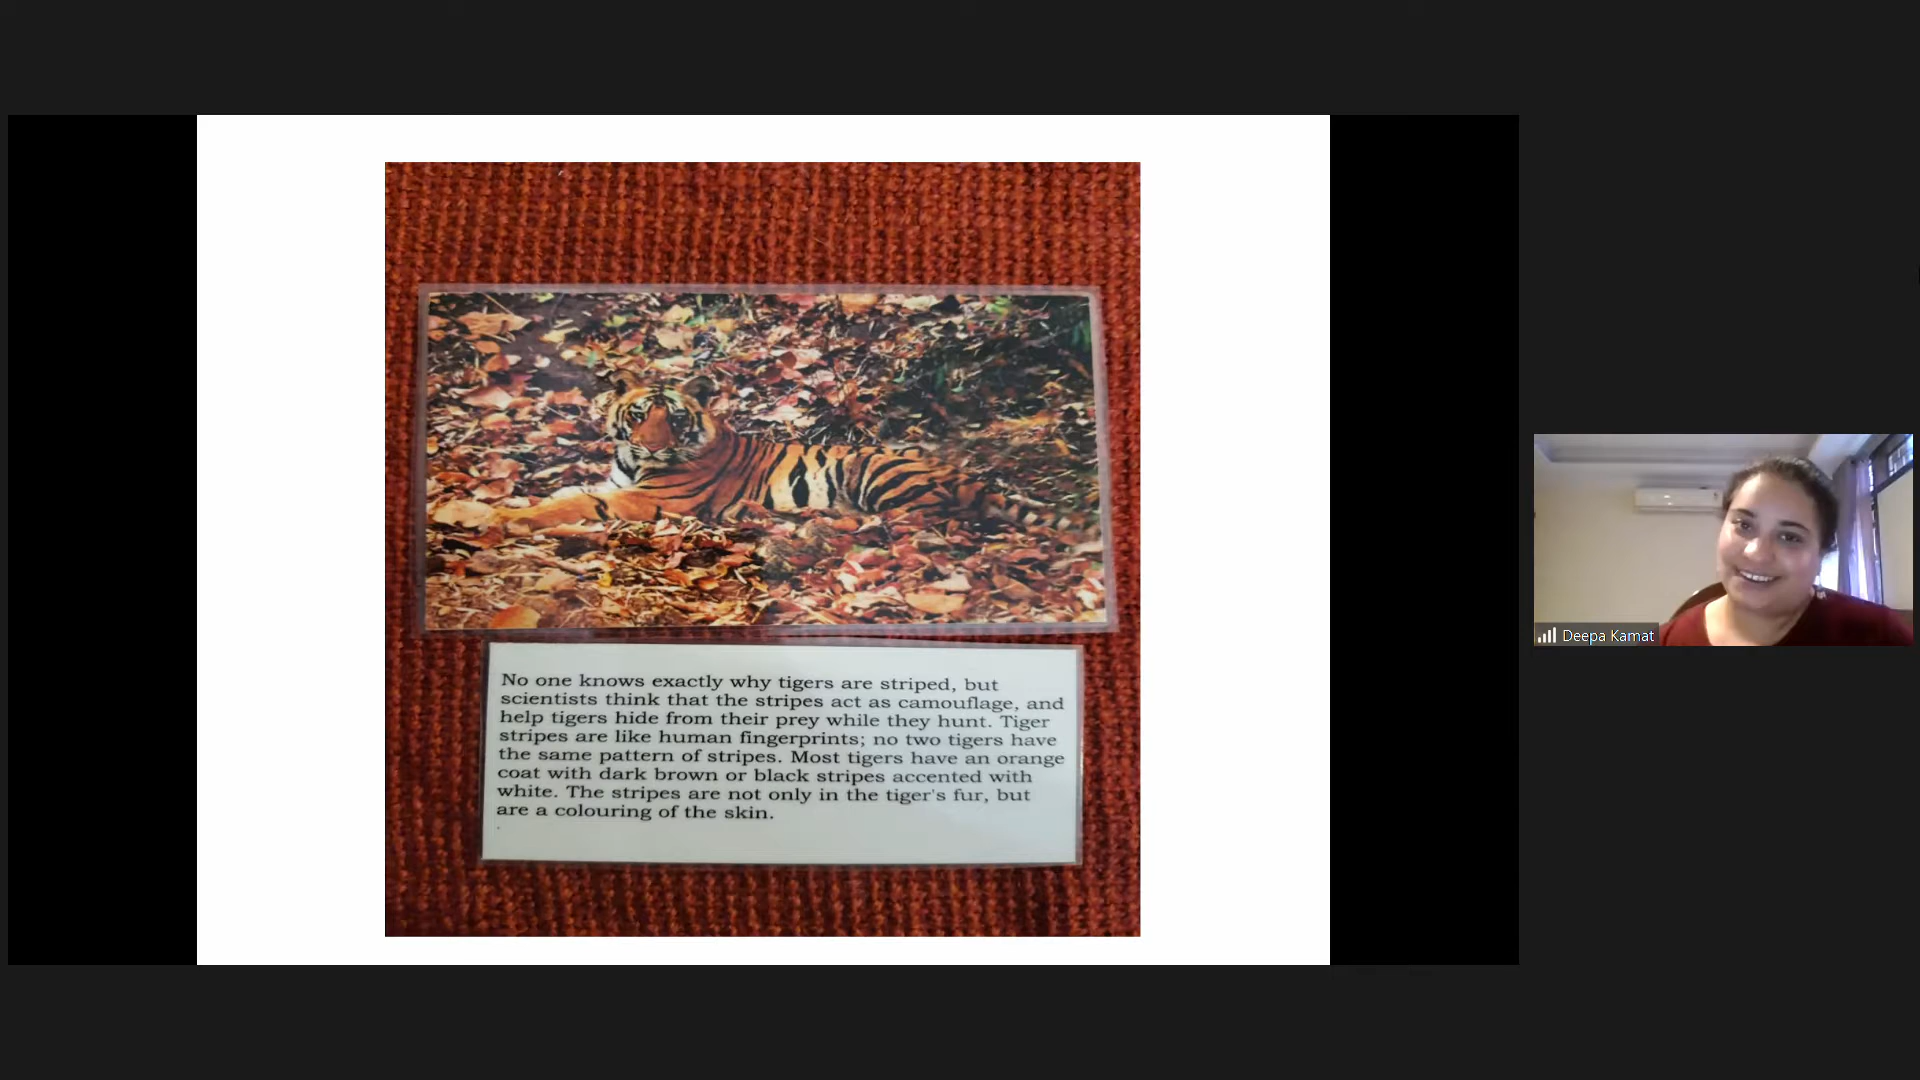 No one knows exactly why tigers are striped, but
scientists think that the stripes act as camouflage, and
help tigers hide from their prey while they hunt. Tiger
stripes are like human fingerprints; no two tigers have
the same pattern of stripes. Most tigers have an orange
coat with dark brown or black stripes accented with
white. The stripes are not only in the tiger's fur, but
are a colouring of the skin.
Deepa Kamat